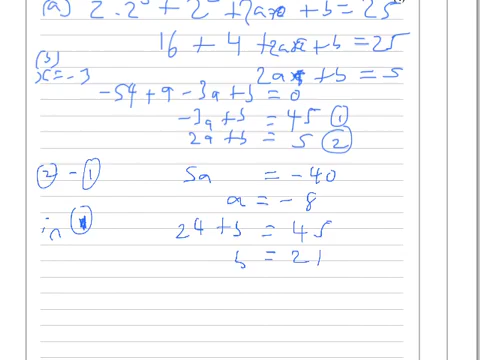 (a) 2·2³ + 2² + 2a + b = 25
16 + 4 + 2a + b = 25
(b)
x = -3
2a + b = 5
-54 + 9 - 3a + b = 0
-3a + b = 45 ①
2a + b = 5 ②
② - ① 5a = -40
a = -8
in ① 24 + b = 45
b = 21